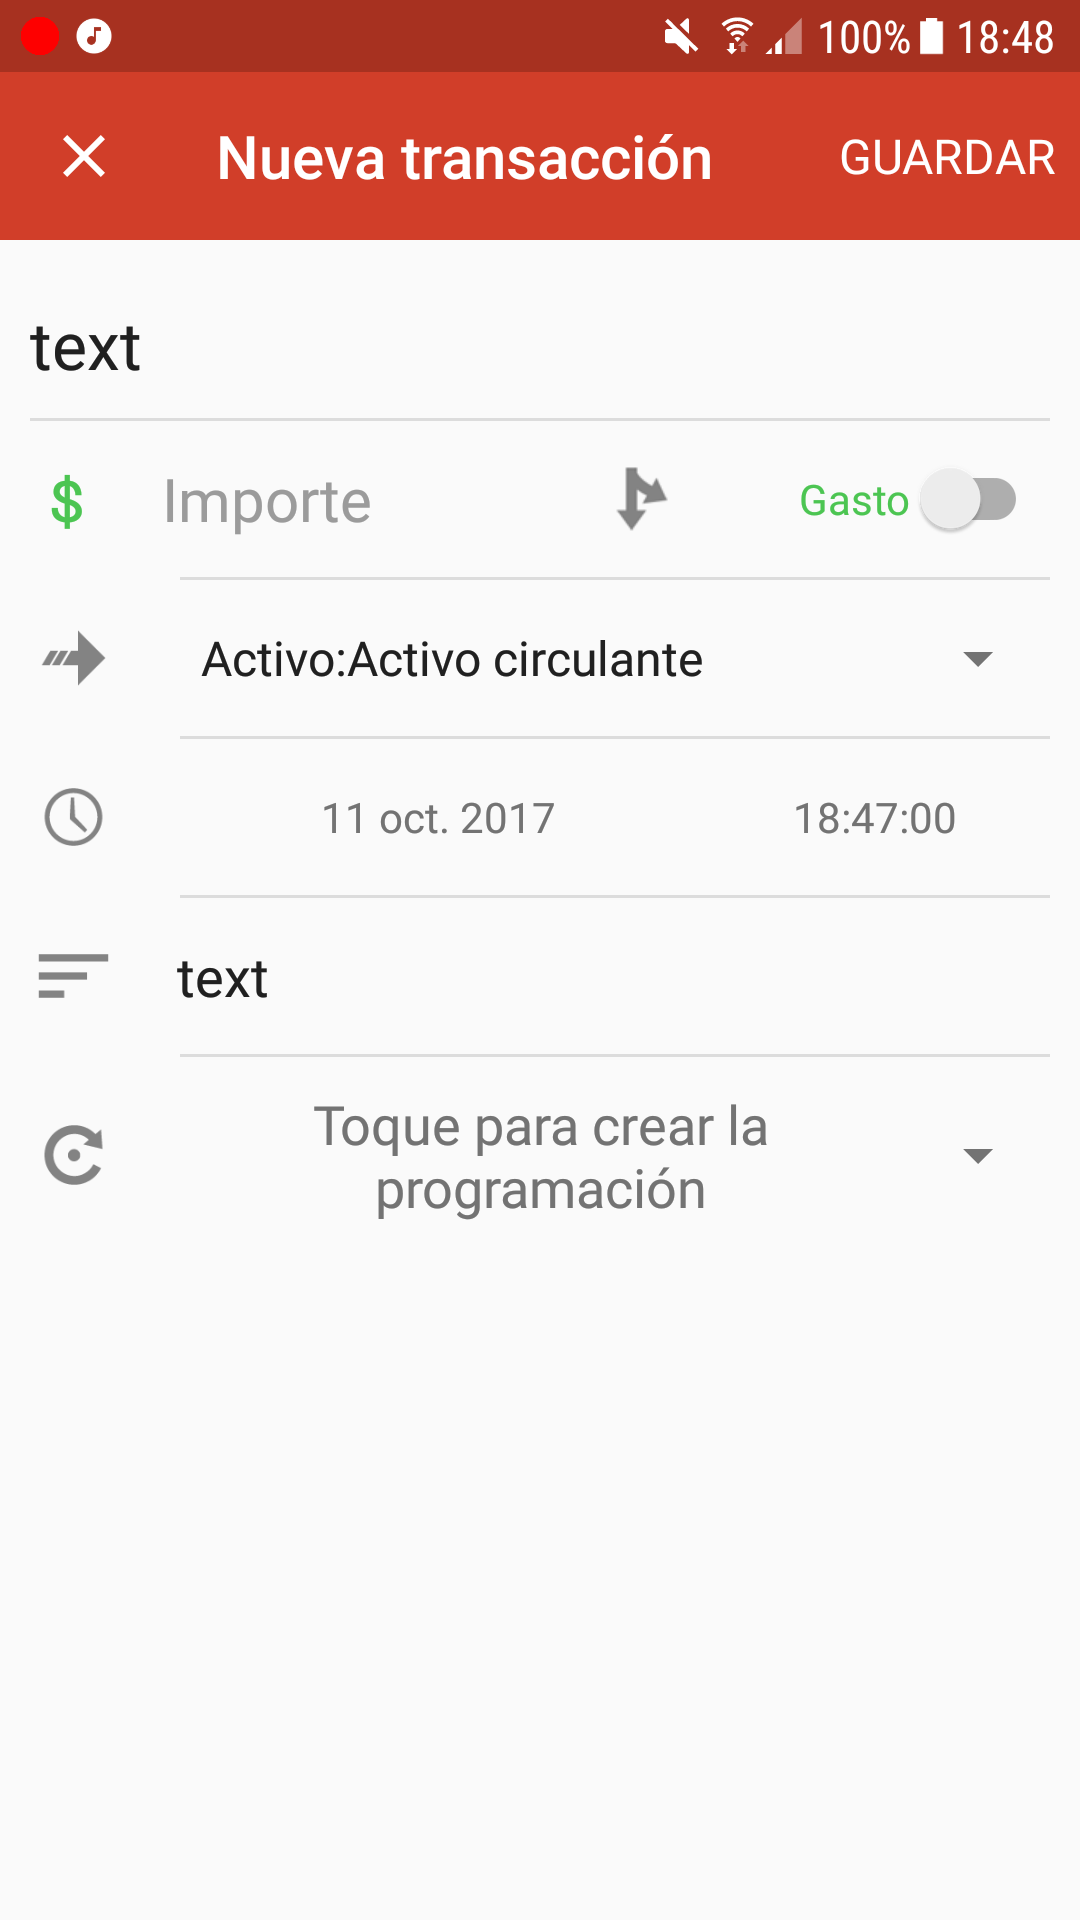 100% 18:48
Nueva transacción GUARDAR
text
$ Importe Gasto
Activo:Activo circulante
11 oct. 2017 18:47:00
text
Toque para crear la
programación